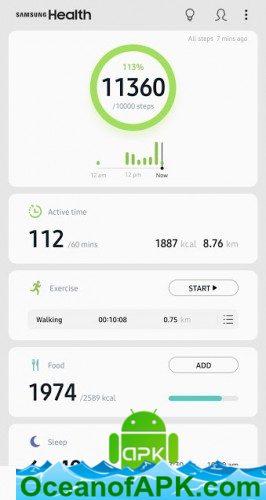 SAMSUNG Health
All steps 7 mins ago
113%
11360
/10000 steps
12 am 12 pm Now
Active time
112 /60 mins 1887 kcal 8.76 km
Exercise START
Walking 00:10:08 0.75 km
Food ADD
1974 /2589 kcal
Sleep
APK
OceanofAPK.com